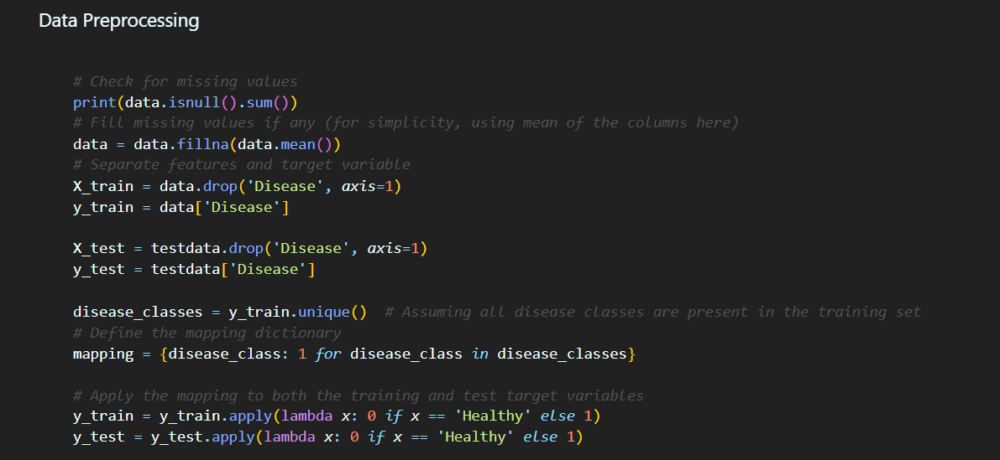 Data Preprocessing
# Check for missing values
print(data.isnull().sum())
# Fill missing values if any (for simplicity, using mean of the columns here)
data = data.fillna(data.mean())
# Separate features and target variable
X_train = data.drop('Disease', axis=1)
y_train = data['Disease']
X_test = testdata.drop('Disease', axis=1)
y_test = testdata['Disease']
disease_classes = y_train.unique()  # Assuming all disease classes are present in the training set
# Define the mapping dictionary
mapping = {disease_class: 1 for disease_class in disease_classes}
# Apply the mapping to both the training and test target variables
y_train = y_train.apply(lambda x: 0 if x == 'Healthy' else 1)
y_test = y_test.apply(lambda x: 0 if x == 'Healthy' else 1)